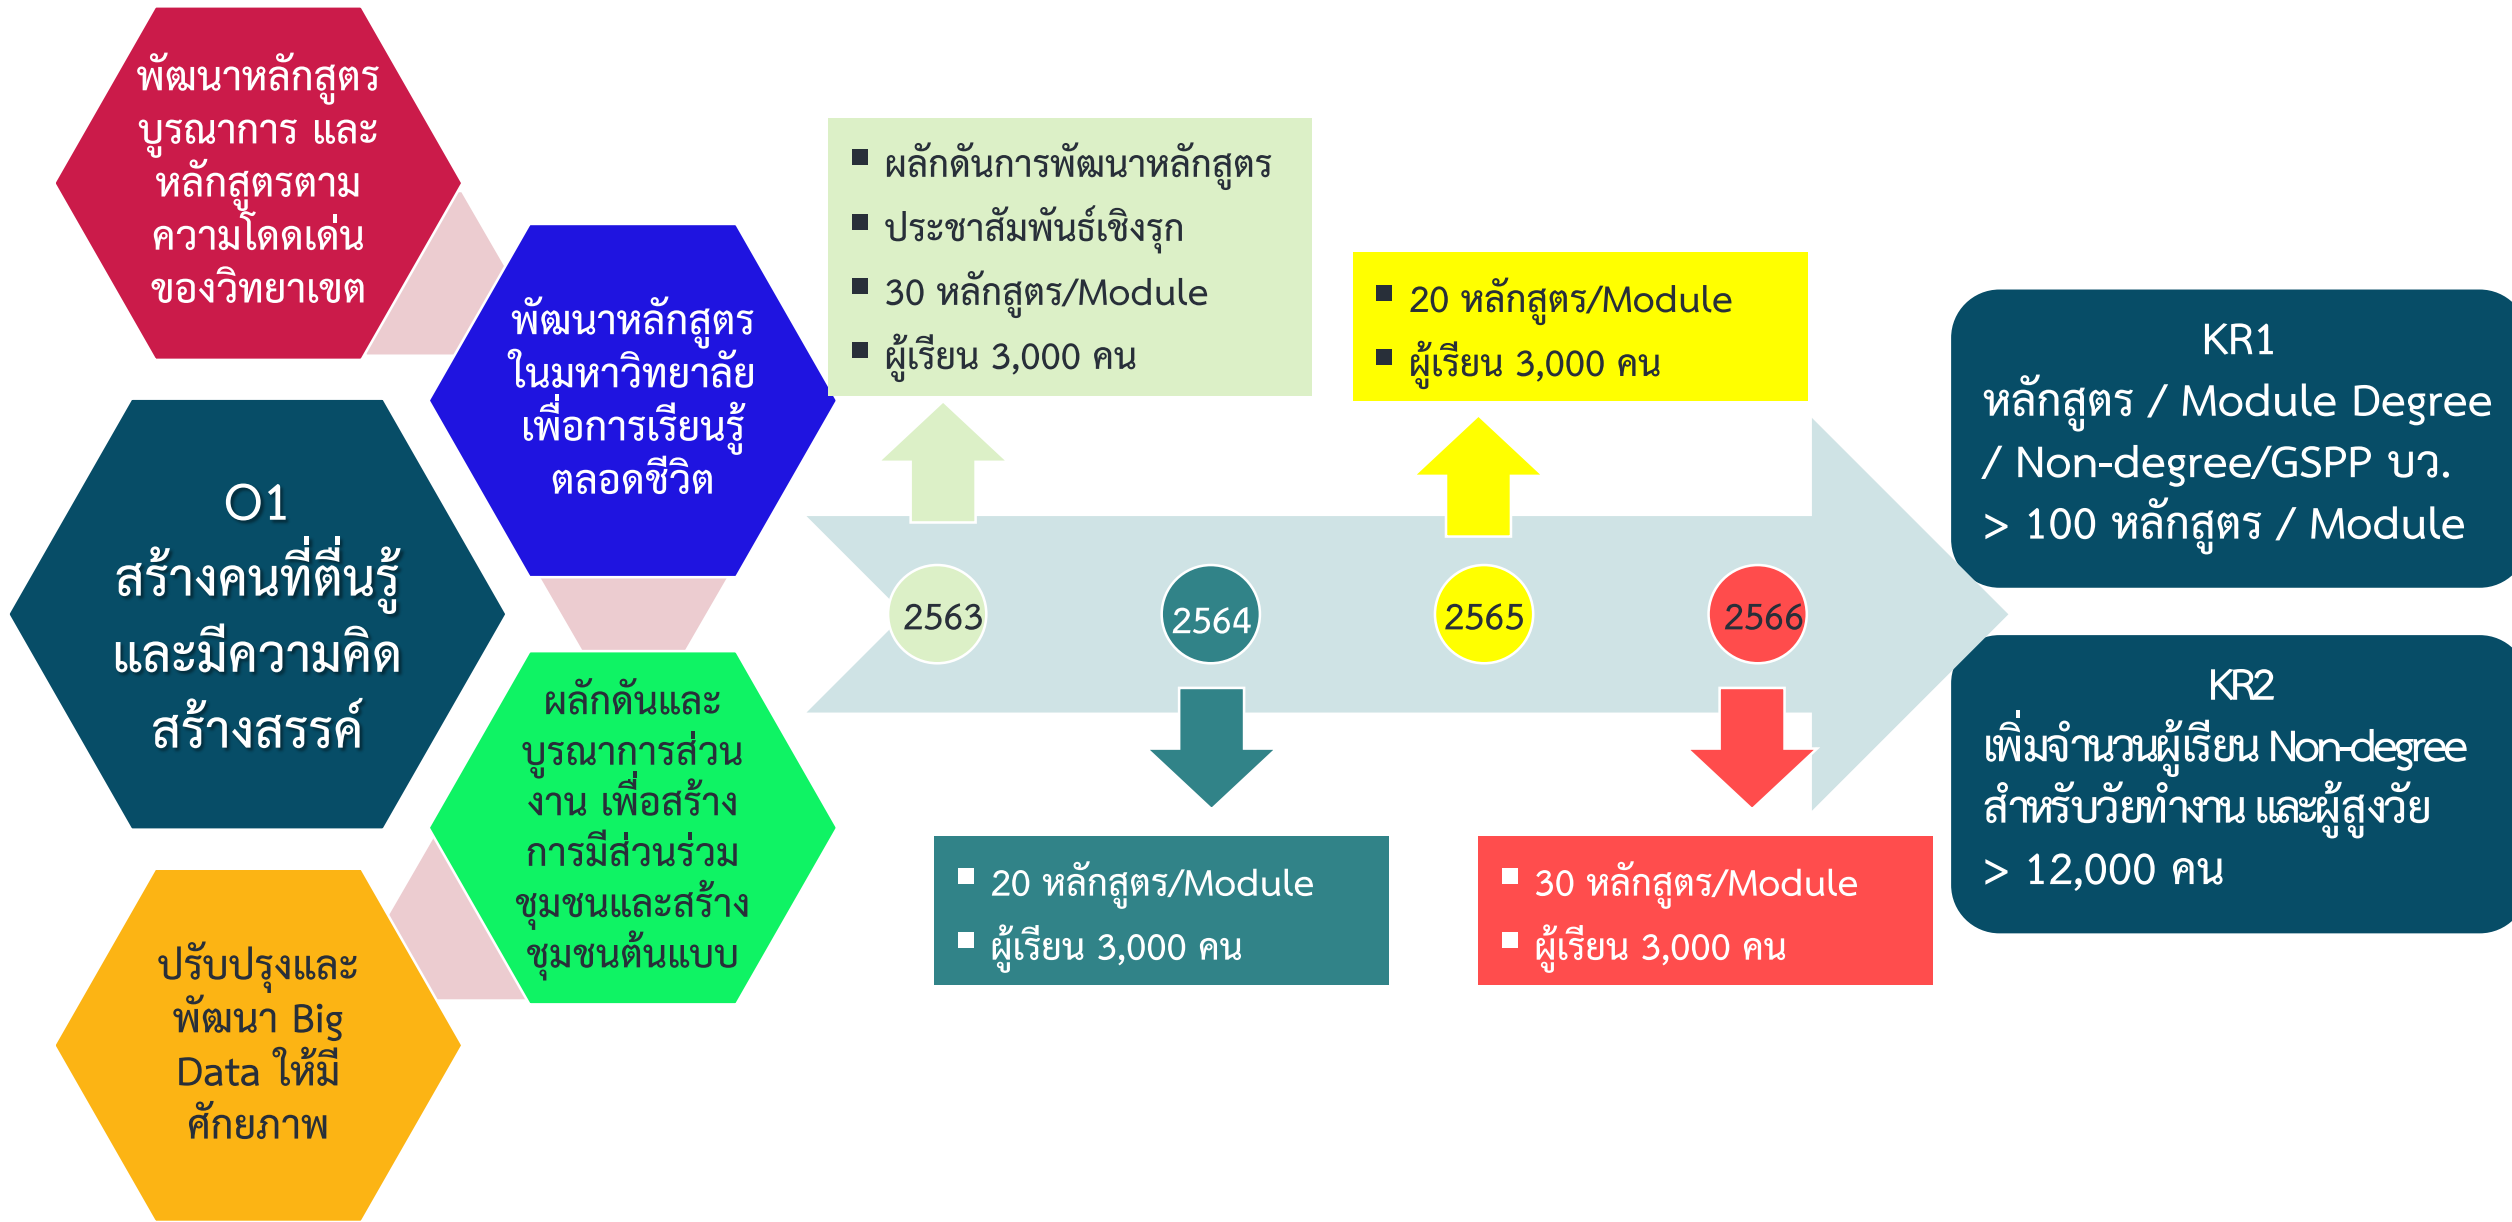 พัฒนาหลักสูตร
บูรณาการ และ
หลักสูตรตาม
ความโดดเด่น
ของวิทยาเขต
พัฒนาหลักสูตร
ในมหาวิทยาลัย
เพื่อการเรียนรู้
ตลอดชีวิต
O1
สร้างคนที่ตื่นรู้
และมีความคิด
สร้างสรรค์
ผลักดันและ
บูรณาการส่วน
งาน เพื่อสร้าง
การมีส่วนร่วม
ชุมชนและสร้าง
ชุมชนต้นแบบ
ปรับปรุงและ
พัฒนา Big
Data ให้มี
ศักยภาพ
▪ ผลักดันการพัฒนาหลักสูตร
▪ ประชาสัมพันธ์เชิงรุก
▪ 30 หลักสูตร/Module
▪ ผู้เรียน 3,000 คน
▪ 20 หลักสูตร/Module
▪ ผู้เรียน 3,000 คน
2563
2564
2565
2566
▪ 20 หลักสูตร/Module
▪ ผู้เรียน 3,000 คน
▪ 30 หลักสูตร/Module
▪ ผู้เรียน 3,000 คน
KR1
หลักสูตร / Module Degree
/ Non-degree/GSPP บว.
> 100 หลักสูตร / Module
KR2
เพิ่มจำนวนผู้เรียน Non-degree
สำหรับวัยทำงาน และผู้สูงวัย
> 12,000 คน